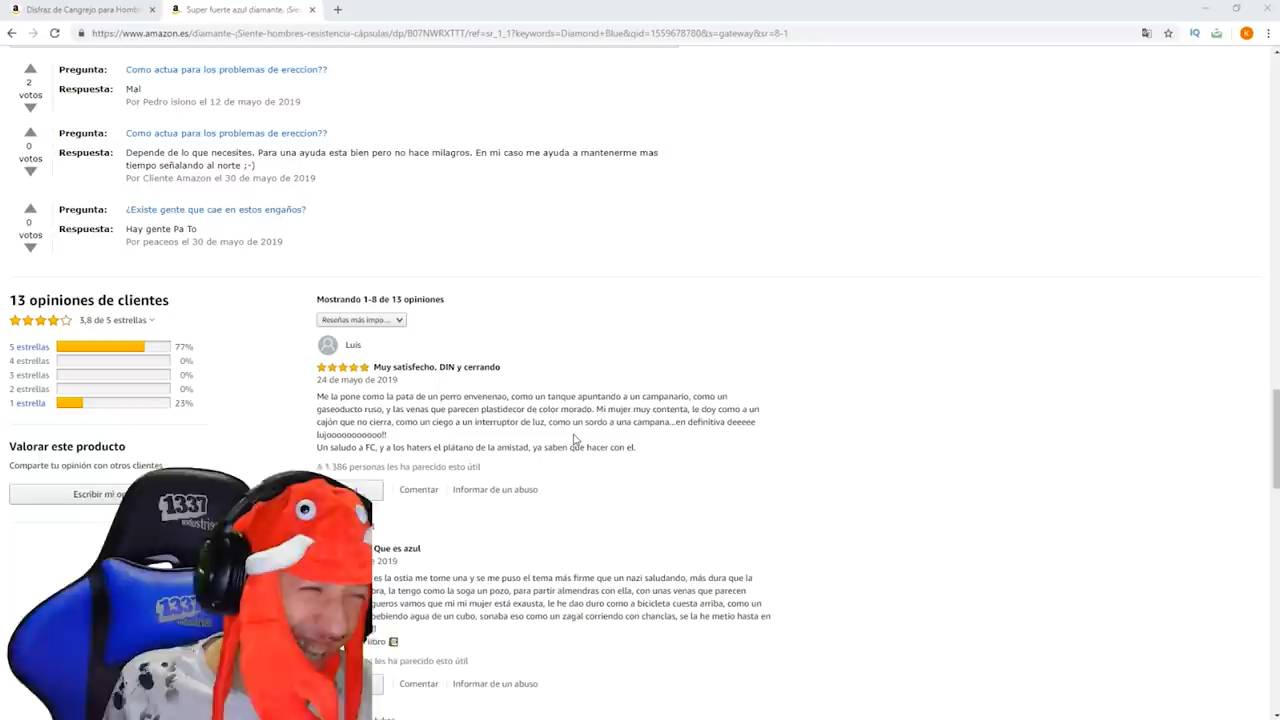 Disfraz de Cangrejo para Homb
Super fuerte azul diamante. ¡Sie
https://www.amazon.es/diamante-¡Siente-hombres-resistencia-cápsulas/dp/B07NWRXTTT/ref=sr_1_1?keywords=Diamond+Blue&qid=1559678780&s=gateway&sr=8-1
IQ
K
2
votos
Pregunta: Como actua para los problemas de ereccion??
Respuesta: Mal
Por Pedro isiono el 12 de mayo de 2019
0
votos
Pregunta: Como actua para los problemas de ereccion??
Respuesta: Depende de lo que necesites. Para una ayuda esta bien pero no hace milagros. En mi caso me ayuda a mantenerme mas
tiempo señalando al norte ;-)
Por Cliente Amazon el 30 de mayo de 2019
0
votos
Pregunta: ¿Existe gente que cae en estos engaños?
Respuesta: Hay gente Pa To
Por peaceos el 30 de mayo de 2019
13 opiniones de clientes
3,8 de 5 estrellas
5 estrellas 77%
4 estrellas 0%
3 estrellas 0%
2 estrellas 0%
1 estrella 23%
Valorar este producto
Comparte tu opinión con otros clientes
Escribir mi op
Mostrando 1-8 de 13 opiniones
Reseñas más impo...
Luis
Muy satisfecho. DIN y cerrando
24 de mayo de 2019
Me la pone como la pata de un perro envenenao, como un tanque apuntando a un campanario, como un
gaseoducto ruso, y las venas que parecen plastidecor de color morado. Mi mujer muy contenta, le doy como a un
cajón que no cierra, como un ciego a un interruptor de luz, como un sordo a una campana...en definitiva deeeee
lujoooooooooo!!
Un saludo a FC, y a los haters el plátano de la amistad, ya saben que hacer con el.
A 1.386 personas les ha parecido esto útil
Comentar
Informar de un abuso
Que es azul
e 2019
es la ostia me tome una y se me puso el tema más firme que un nazi saludando, más dura que la
ra, la tengo como la soga un pozo, para partir almendras con ella, con unas venas que parecen
gueros vamos que mi mi mujer está exausta, le he dao duro como a bicicleta cuesta arriba, como un
bebiendo agua de un cubo, sonaba eso como un zagal corriendo con chanclas, se la he metio hasta en
libro
es les ha parecido esto útil
Comentar
Informar de un abuso
1337
industries
1337